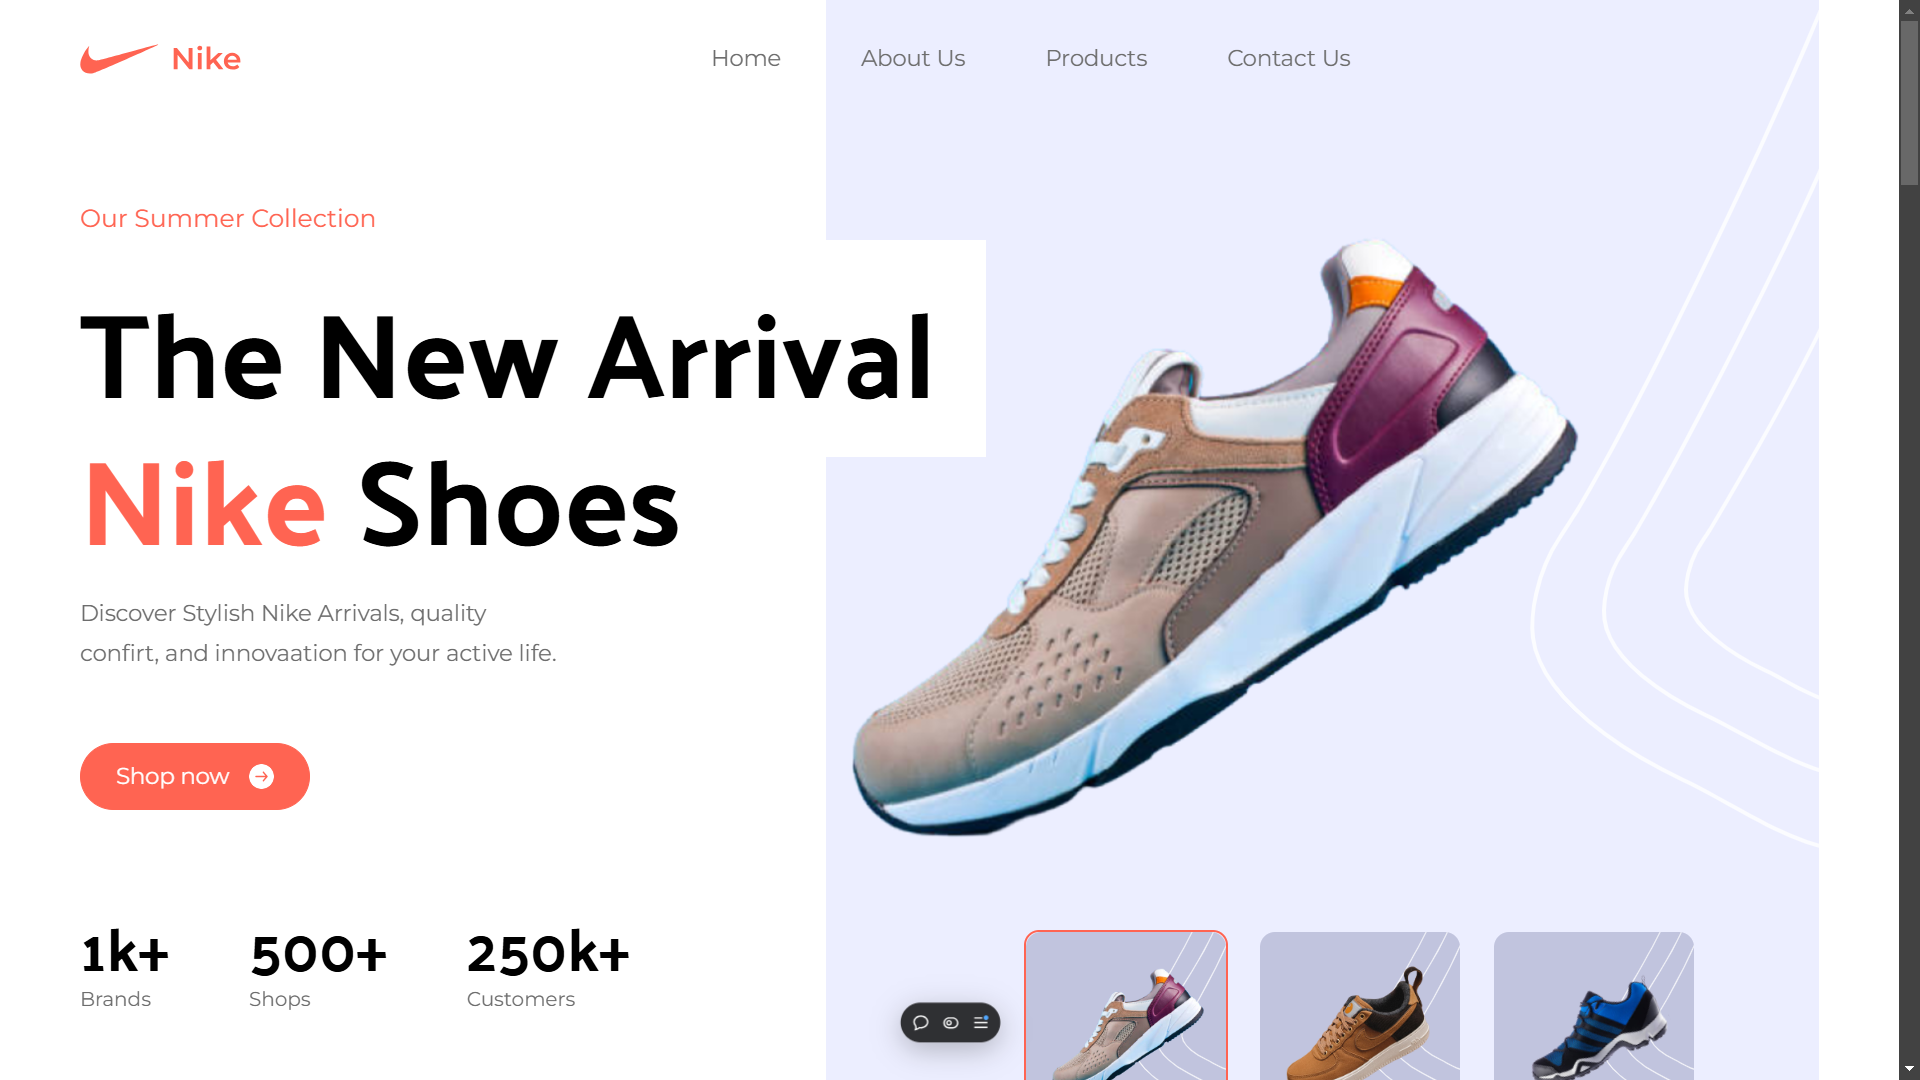 Nike
Home
About Us
Products
Contact Us
Our Summer Collection
The New Arrival
Nike Shoes
Discover Stylish Nike Arrivals, quality
confirt, and innovaation for your active life.
Shop now
1k+
Brands
500+
Shops
250k+
Customers